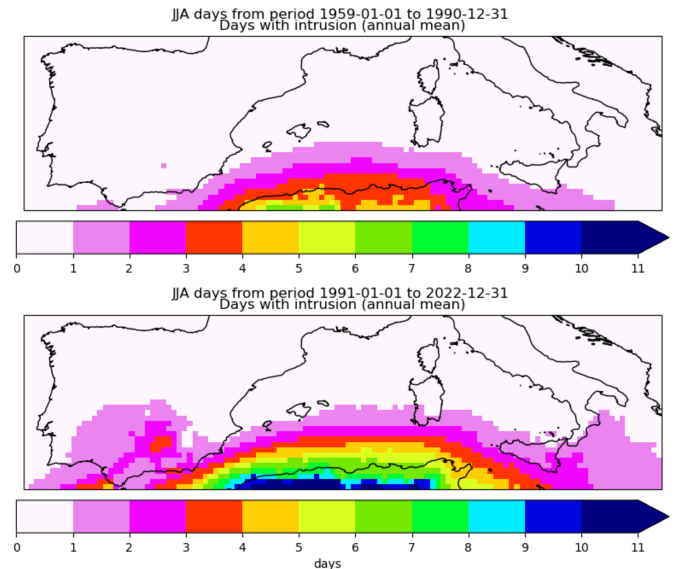 JJA days from period 1959-01-01 to 1990-12-31
Days with intrusion (annual mean)
0 1 2 3 4 5 6 7 8 9 10 11
JJA days from period 1991-01-01 to 2022-12-31
Days with intrusion (annual mean)
0 1 2 3 4 5 6 7 8 9 10 11
days